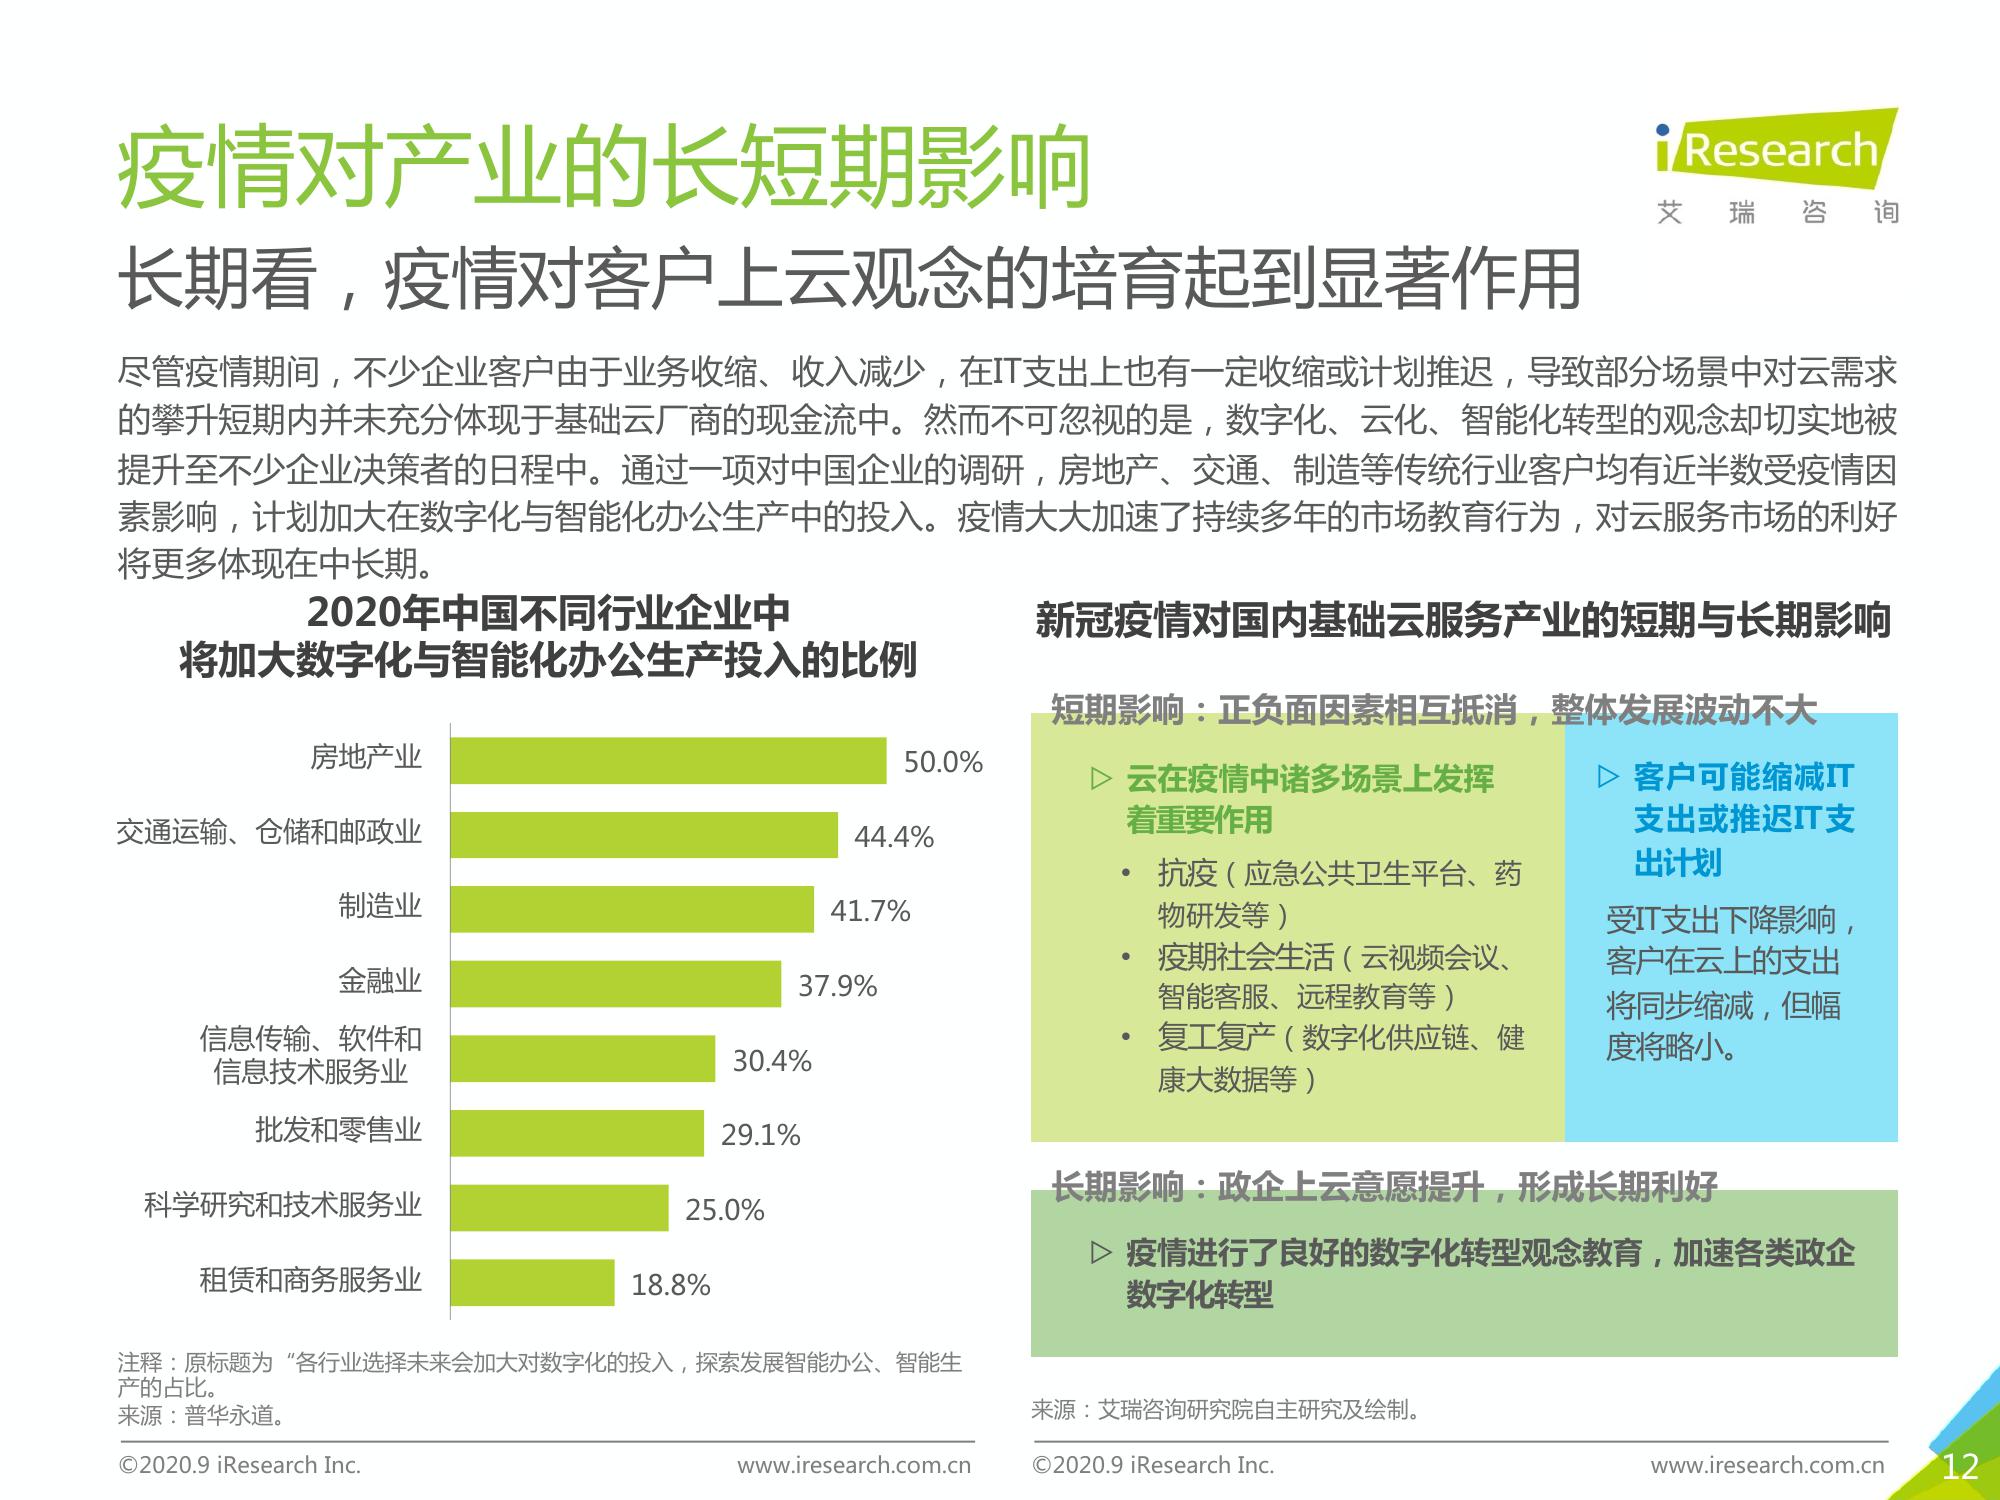 疫情对产业的长短期影响
iResearch
艾瑞咨询
长期看，疫情对客户上云观念的培育起到显著作用
尽管疫情期间，不少企业客户由于业务收缩、收入减少，在IT支出上也有一定收缩或计划推迟，导致部分场景中对云需求
的攀升短期内并未充分体现于基础云厂商的现金流中。然而不可忽视的是，数字化、云化、智能化转型的观念却切实地被
提升至不少企业决策者的日程中。通过一项对中国企业的调研，房地产、交通、制造等传统行业客户均有近半数受疫情因
素影响，计划加大在数字化与智能化办公生产中的投入。疫情大大加速了持续多年的市场教育行为，对云服务市场的利好
将更多体现在中长期。
2020年中国不同行业企业中
将加大数字化与智能化办公生产投入的比例
房地产业 50.0%
交通运输、仓储和邮政业 44.4%
制造业 41.7%
金融业 37.9%
信息传输、软件和
信息技术服务业 30.4%
批发和零售业 29.1%
科学研究和技术服务业 25.0%
租赁和商务服务业 18.8%
注释：原标题为“各行业选择未来会加大对数字化的投入，探索发展智能办公、智能生
产的占比。
来源：普华永道。
新冠疫情对国内基础云服务产业的短期与长期影响
短期影响：正负面因素相互抵消，整体发展波动不大
▷ 云在疫情中诸多场景上发挥
着重要作用
• 抗疫（应急公共卫生平台、药
物研发等）
• 疫期社会生活（云视频会议、
智能客服、远程教育等）
• 复工复产（数字化供应链、健
康大数据等）
▷ 客户可能缩减IT
支出或推迟IT支
出计划
受IT支出下降影响，
客户在云上的支出
将同步缩减，但幅
度将略小。
长期影响：政企上云意愿提升，形成长期利好
▷ 疫情进行了良好的数字化转型观念教育，加速各类政企
数字化转型
来源：艾瑞咨询研究院自主研究及绘制。
©2020.9 iResearch Inc. www.iresearch.com.cn
©2020.9 iResearch Inc. www.iresearch.com.cn
12